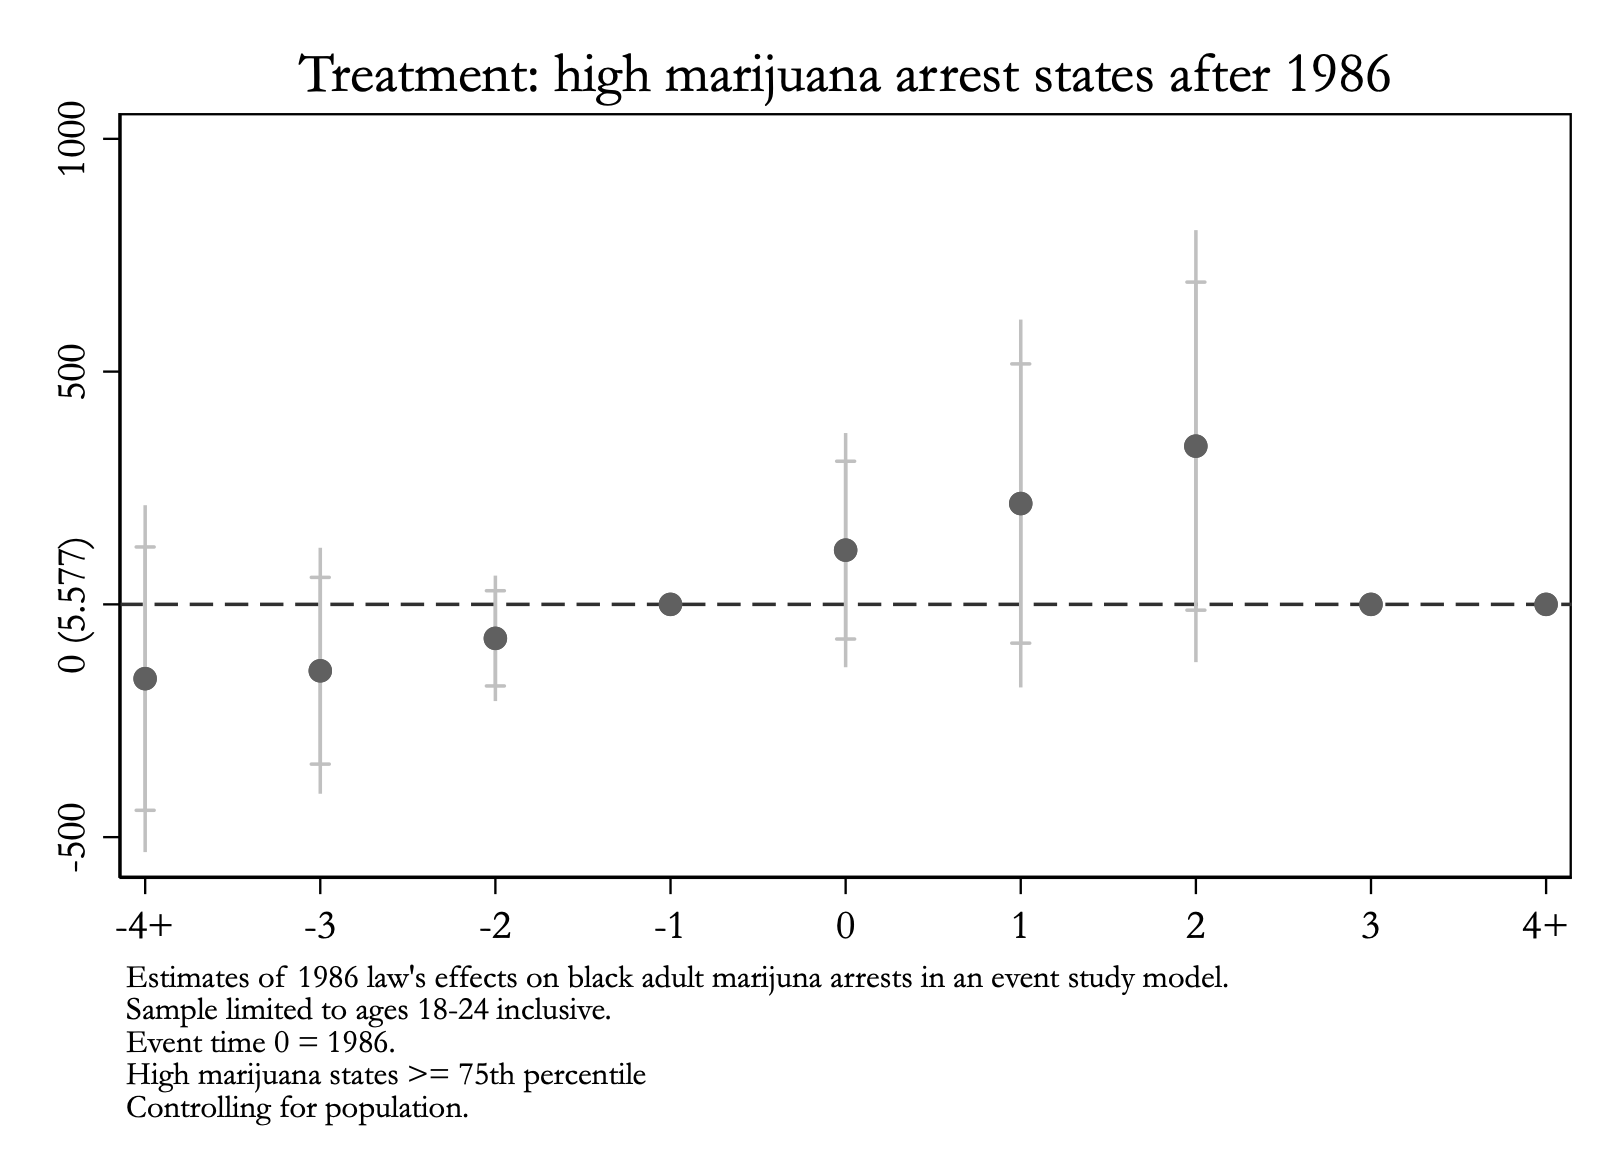 Treatment: high marijuana arrest states after 1986
1000
500
0 (5.577)
-500
-4+ -3 -2 -1 0 1 2 3 4+
Estimates of 1986 law's effects on black adult marijuna arrests in an event study model.
Sample limited to ages 18-24 inclusive.
Event time 0 = 1986.
High marijuana states >= 75th percentile
Controlling for population.